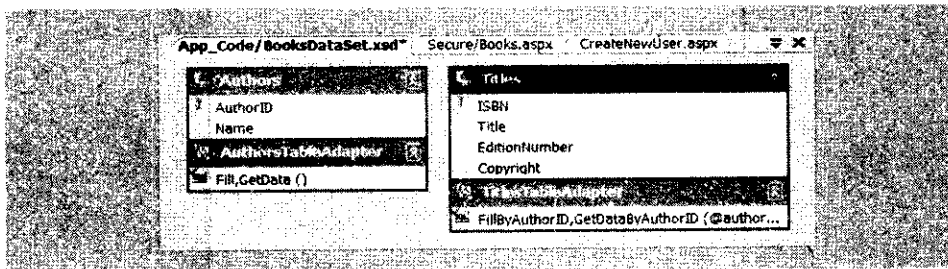 App_Code/BooksDataSet.xsd* Secure/Books.aspx CreateNewUser.aspx
Authors
AuthorID
Name
AuthorsTableAdapter
Fill,GetData ()
Titles
ISBN
Title
EditionNumber
Copyright
TitlesTableAdapter
FillByAuthorID,GetDataByAuthorID (@author...